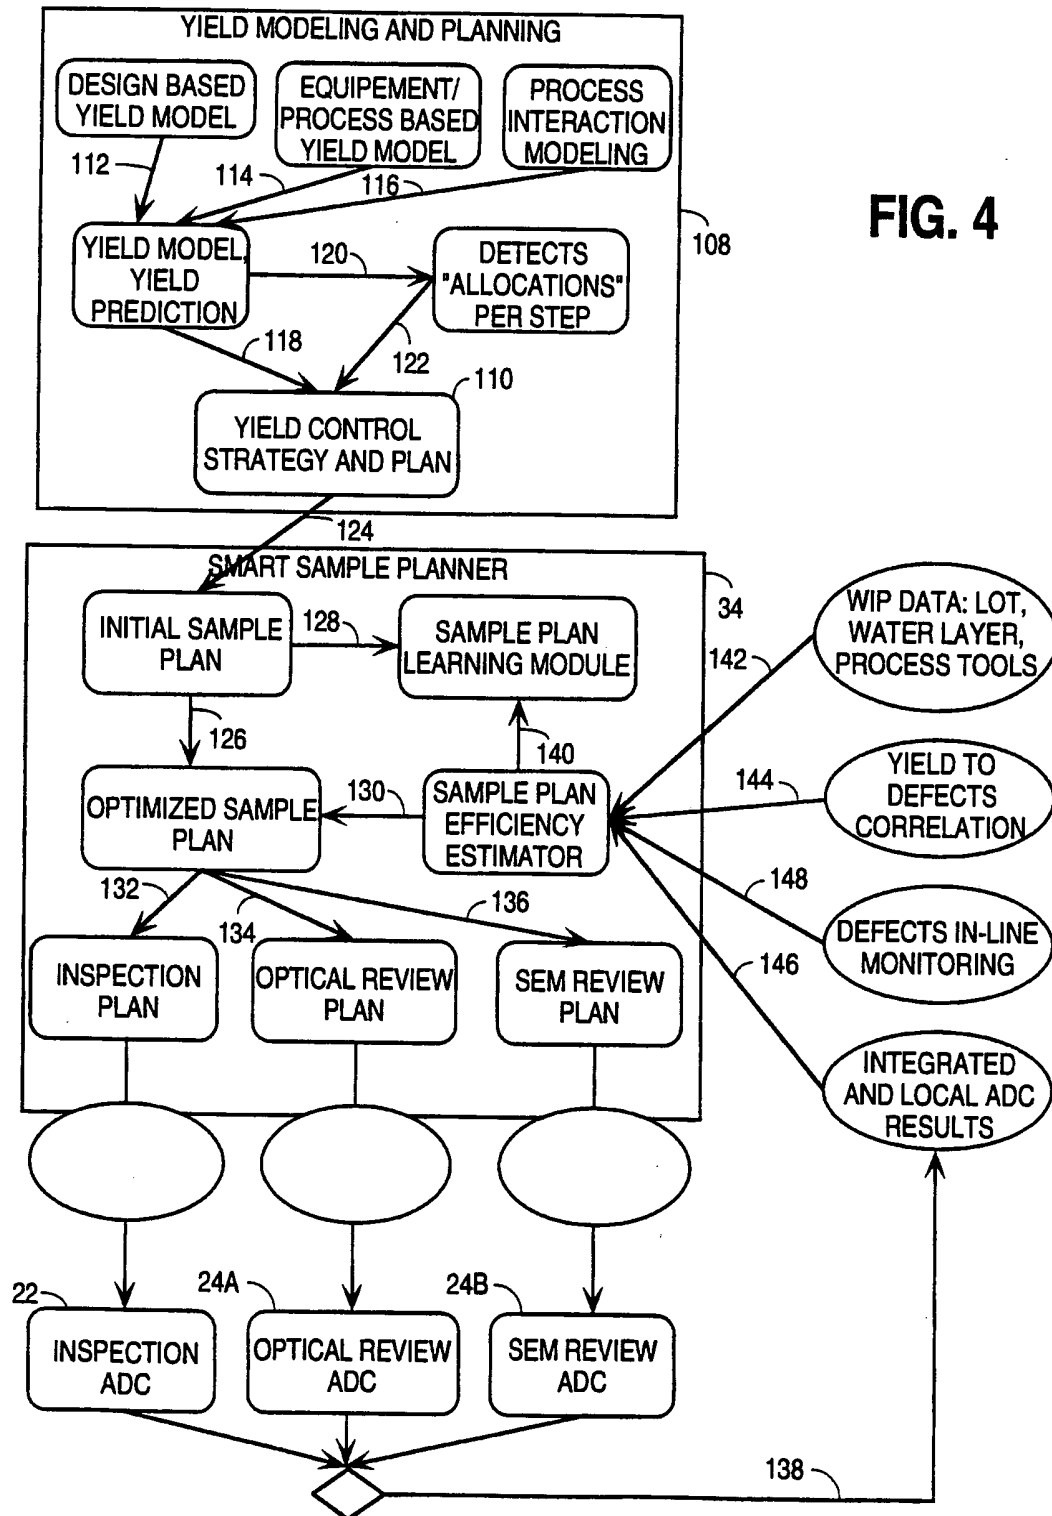 YIELD MODELING AND PLANNING
DESIGN BASED
YIELD MODEL
EQUIPEMENT/
PROCESS BASED
YIELD MODEL
PROCESS
INTERACTION
MODELING
112
114
116
108
FIG. 4
YIELD MODEL,
YIELD
PREDICTION
120
DETECTS
"ALLOCATIONS"
PER STEP
118
122
110
YIELD CONTROL
STRATEGY AND PLAN
124
SMART SAMPLE PLANNER
34
INITIAL SAMPLE
PLAN
128
SAMPLE PLAN
LEARNING MODULE
142
WIP DATA: LOT,
WATER LAYER,
PROCESS TOOLS
126
140
OPTIMIZED SAMPLE
PLAN
130
SAMPLE PLAN
EFFICIENCY
ESTIMATOR
144
YIELD TO
DEFECTS
CORRELATION
132
134
136
148
146
DEFECTS IN-LINE
MONITORING
INSPECTION
PLAN
OPTICAL REVIEW
PLAN
SEM REVIEW
PLAN
INTEGRATED
AND LOCAL ADC
RESULTS
22
24A
24B
INSPECTION
ADC
OPTICAL REVIEW
ADC
SEM REVIEW
ADC
138